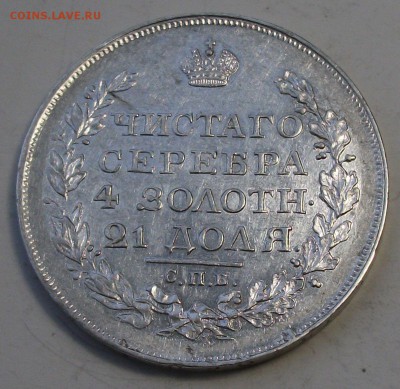 COINS.LAVE.RU
ЧИСТАГО
СЕРЕБРА
4 ЗОЛОТН.
21 ДОЛЯ
С.П.Б.